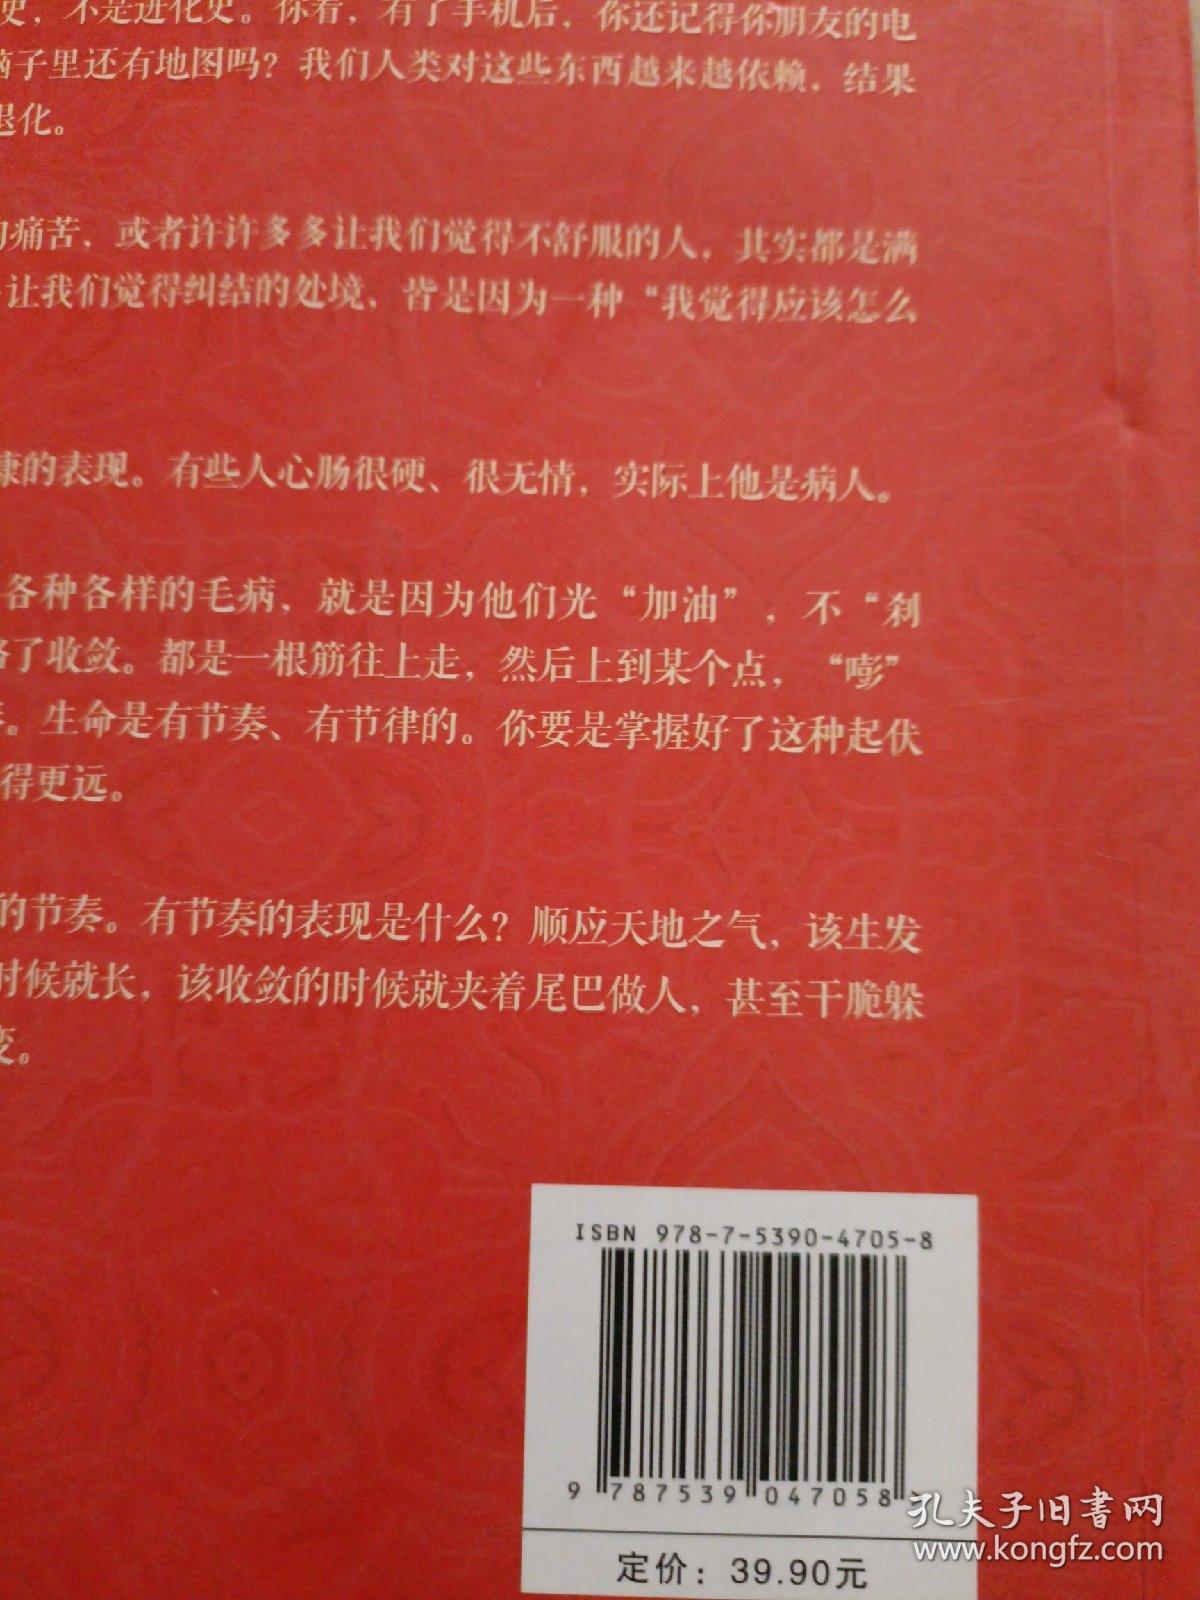 史，不是进化史。你看，有了手机后，你还记得你朋友的电
脑子里还有地图吗？我们人类对这些东西越来越依赖，结果
退化。
的痛苦，或者许许多多让我们觉得不舒服的人，其实都是满
让我们觉得纠结的处境，皆是因为一种“我觉得应该怎么
康的表现。有些人心肠很硬、很无情，实际上他是病人。
各种各样的毛病，就是因为他们光“加油”，不“刹
了收敛。都是一根筋往上走，然后上到某个点，“嘭”
。生命是有节奏、有节律的。你要是掌握好了这种起伏
得更远。
的节奏。有节奏的表现是什么？顺应天地之气，该生发
时候就长，该收敛的时候就夹着尾巴做人，甚至干脆躲
变。
ISBN 978-7-5390-4705-8
9 787539 047058 >
定价：39.90元
孔夫子旧书网
www.kongfz.com